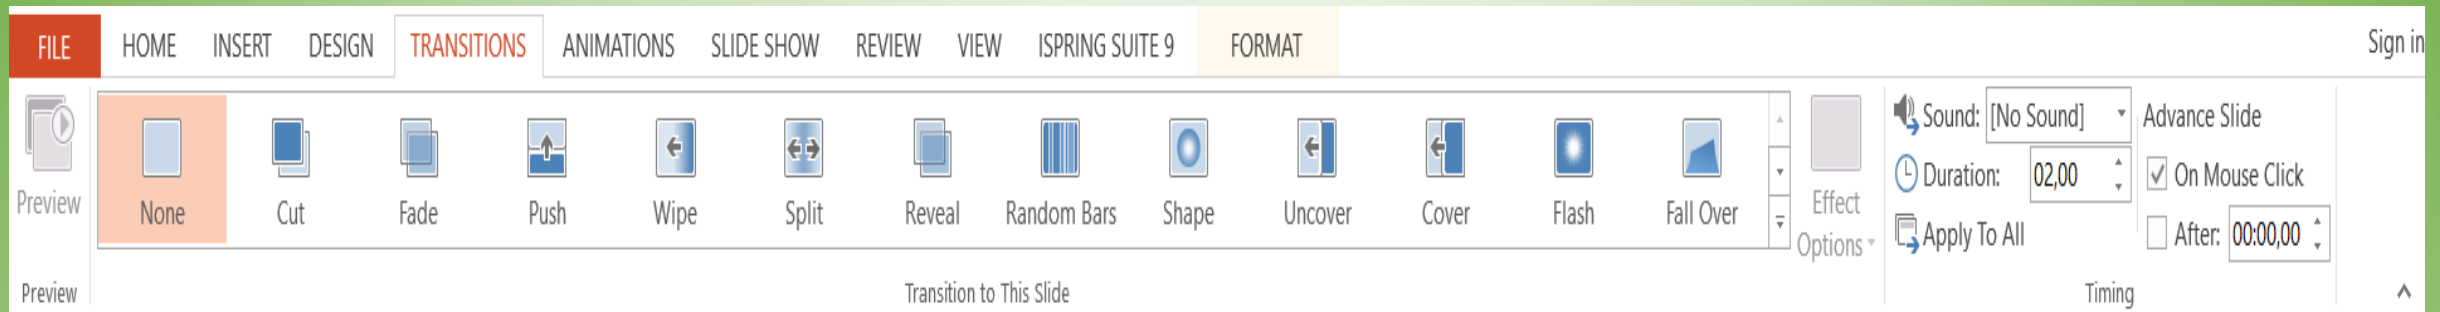 FILE HOME INSERT DESIGN TRANSITIONS ANIMATIONS SLIDE SHOW REVIEW VIEW ISPRING SUITE 9 FORMAT Sign in
Preview
None Cut Fade Push Wipe Split Reveal Random Bars Shape Uncover Cover Flash Fall Over
Effect
Options
Sound: [No Sound]
Duration: 02,00
Apply To All
Advance Slide
On Mouse Click
After: 00:00,00
Preview Transition to This Slide Timing